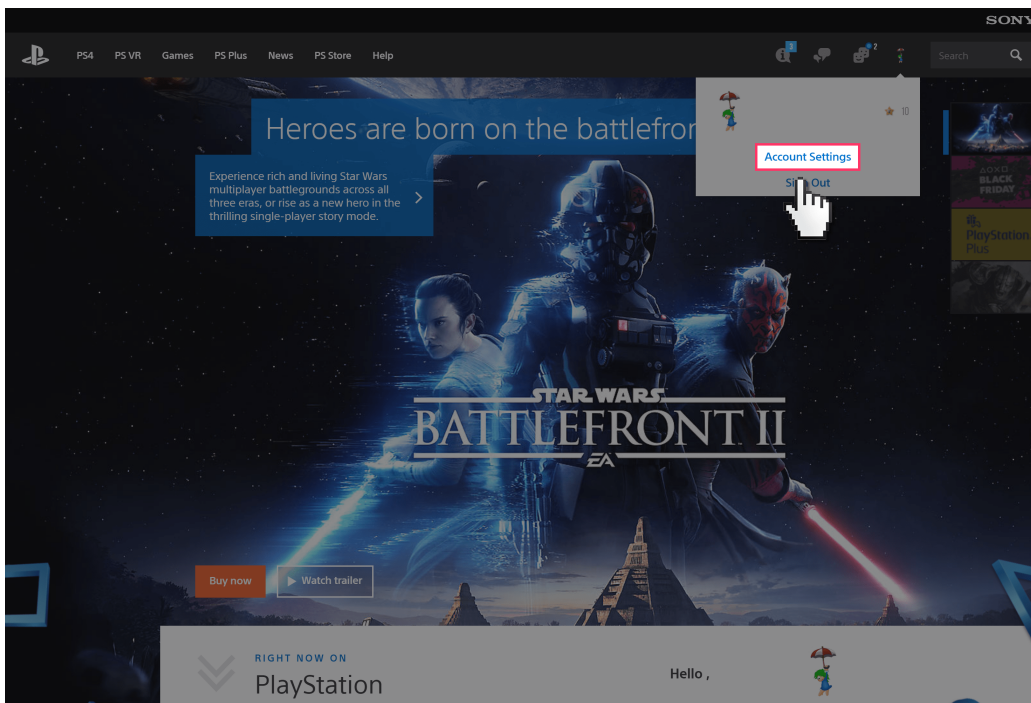 SONY
PS4 PS VR Games PS Plus News PS Store Help
3
2
Search
10
Account Settings
Heroes are born on the battlefron
Experience rich and living Star Wars
multiplayer battlegrounds across all
three eras, or rise as a new hero in the
thrilling single-player story mode.
AOXO
BLACK
FRIDAY
PlayStation
Plus
STAR WARS
BATTLEFRONT II
EA
Buy now
Watch trailer
RIGHT NOW ON
PlayStation
Hello ,